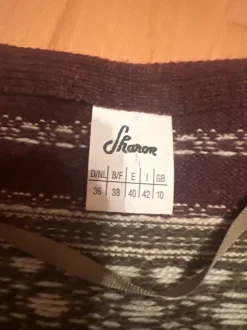 Sharon
D/NL B/F E I GB
36 38 40 42 10